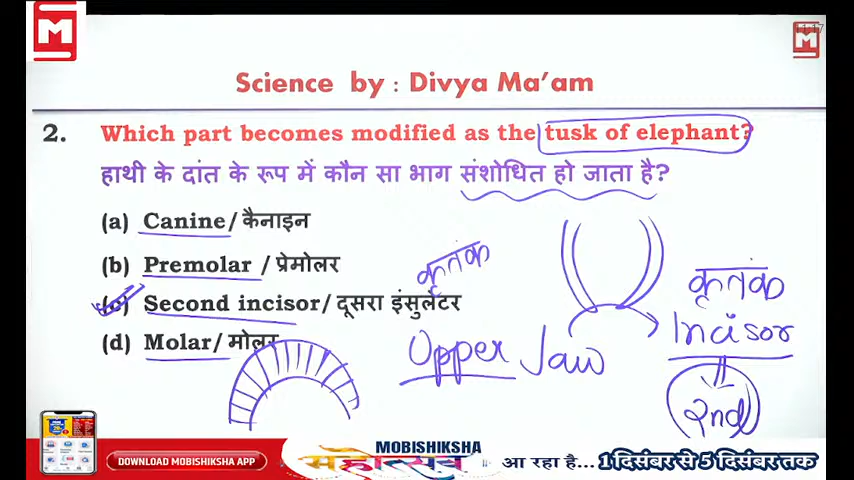 M
M
Science by : Divya Ma'am
2. Which part becomes modified as the tusk of elephant?
हाथी के दांत के रूप में कौन सा भाग संशोधित हो जाता है?
(a) Canine/कैनाइन
(b) Premolar / प्रेमोलर
कृतंक
कृतंक
(c) Second incisor/दूसरा इंसुलेटर
Incisor
(d) Molar/मोलर
Upper Jaw
2nd
DOWNLOAD MOBISHIKSHA APP
MOBISHIKSHA
महोत्सव
आ रहा है... 1 दिसंबर से 5 दिसंबर तक